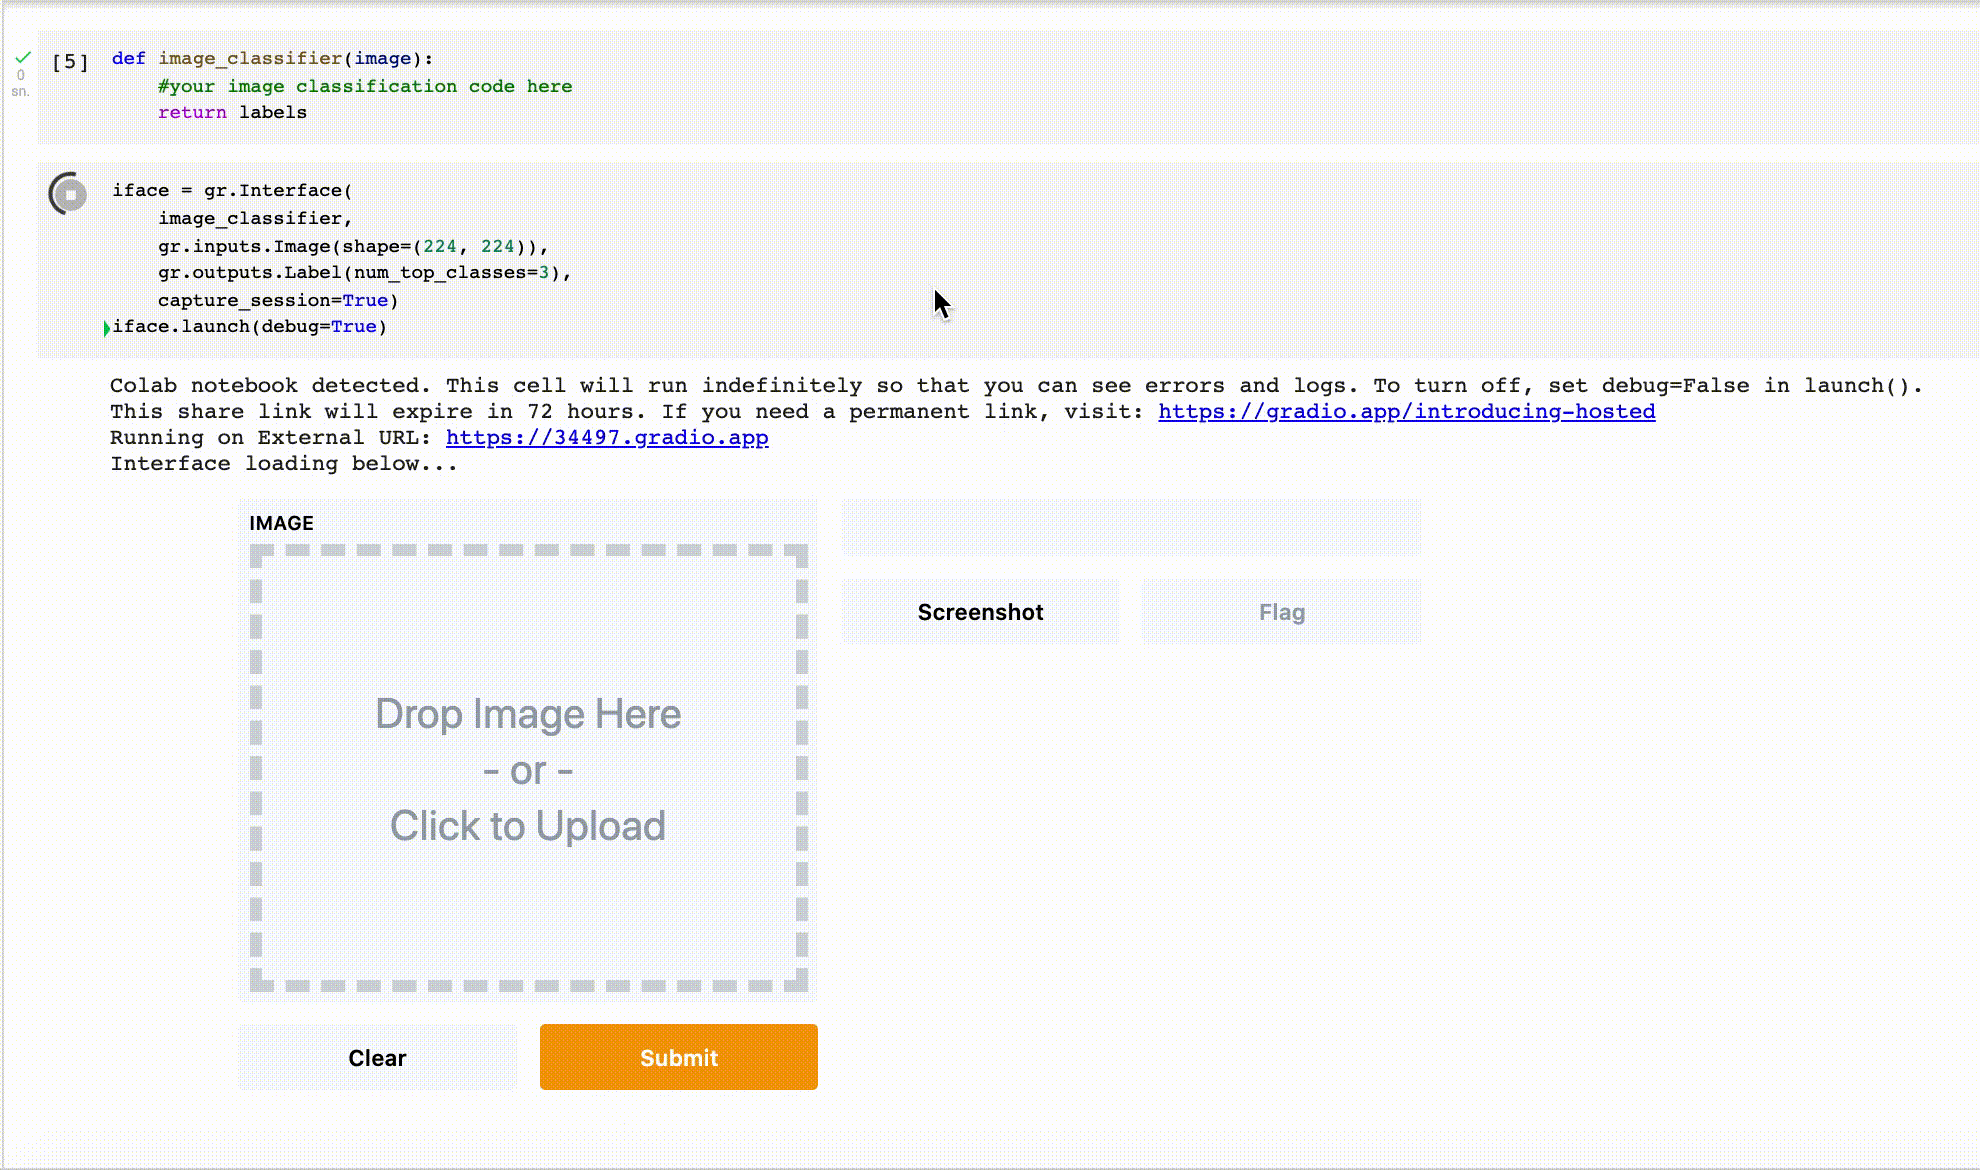 [5] def image_classifier(image):
0
    #your image classification code here
sn.
    return labels
iface = gr.Interface(
    image_classifier,
    gr.inputs.Image(shape=(224, 224)),
    gr.outputs.Label(num_top_classes=3),
    capture_session=True)
iface.launch(debug=True)
Colab notebook detected. This cell will run indefinitely so that you can see errors and logs. To turn off, set debug=False in launch().
This share link will expire in 72 hours. If you need a permanent link, visit: https://gradio.app/introducing-hosted
Running on External URL: https://34497.gradio.app
Interface loading below...
IMAGE
Screenshot Flag
Drop Image Here
- or -
Click to Upload
Clear Submit